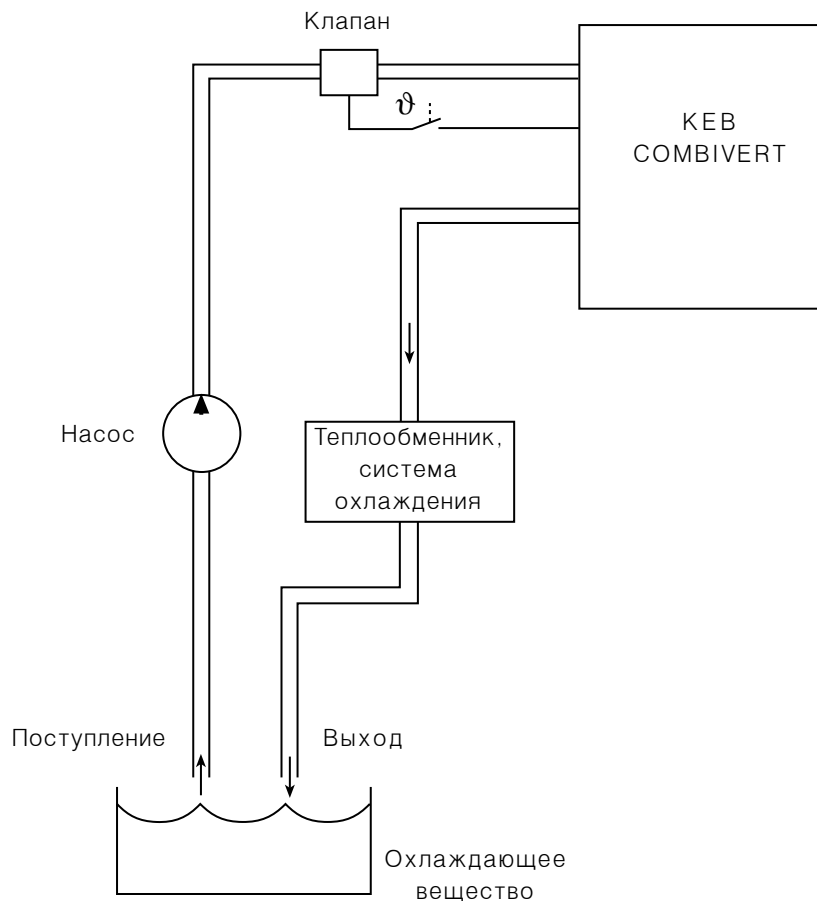 Клапан
ϑ
KEB
COMBIVERT
Насос
Теплообменник,
система
охлаждения
Поступление
Выход
Охлаждающее
вещество